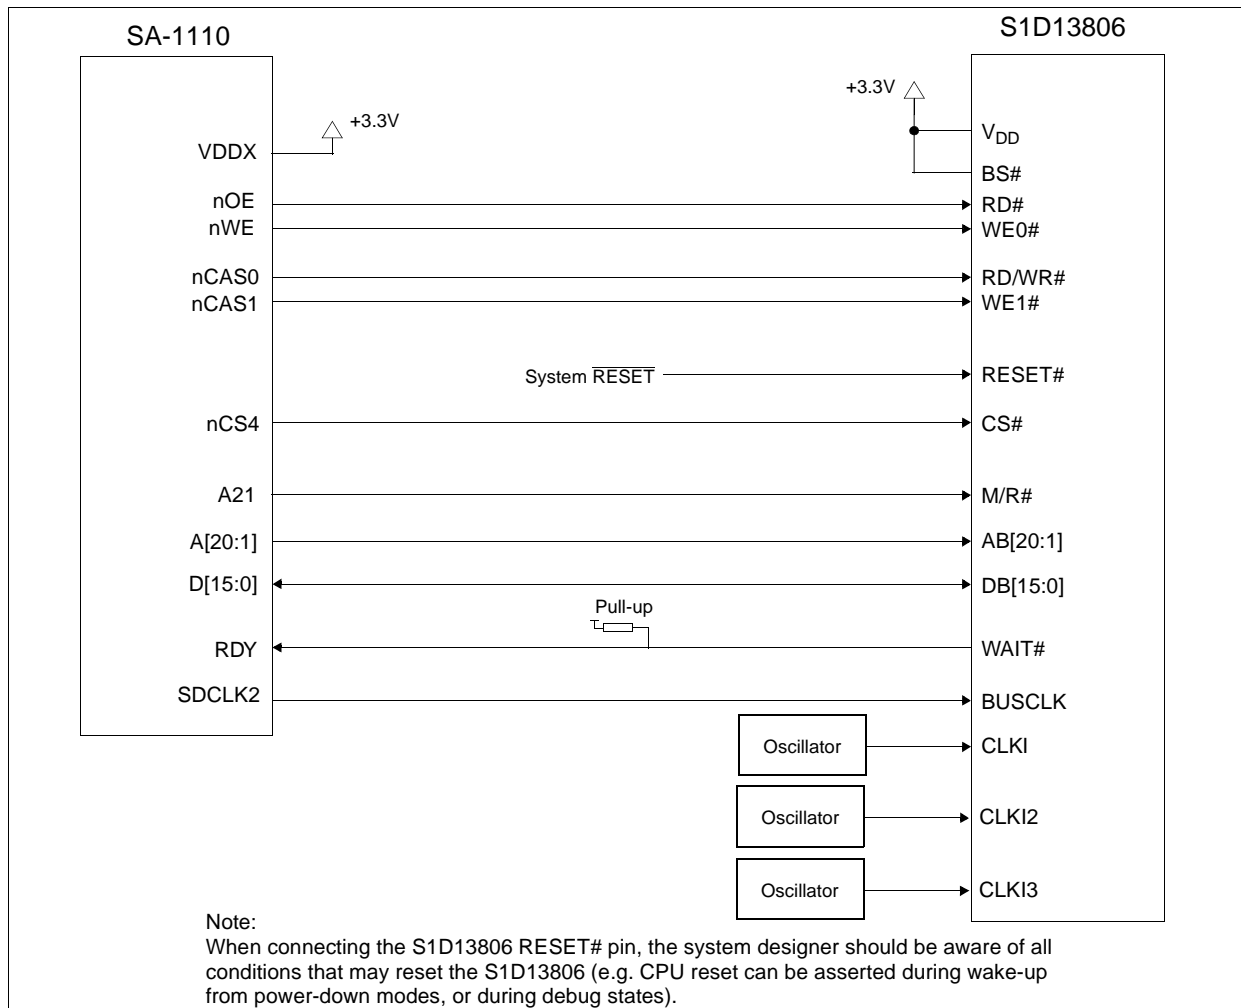 SA-1110
S1D13806
+3.3V
+3.3V
VDDX
VDD
BS#
nOE
RD#
nWE
WE0#
nCAS0
RD/WR#
nCAS1
WE1#
System RESET
RESET#
nCS4
CS#
A21
M/R#
A[20:1]
AB[20:1]
D[15:0]
DB[15:0]
Pull-up
RDY
WAIT#
SDCLK2
BUSCLK
Oscillator
CLKI
Oscillator
CLKI2
Oscillator
CLKI3
Note:
When connecting the S1D13806 RESET# pin, the system designer should be aware of all
conditions that may reset the S1D13806 (e.g. CPU reset can be asserted during wake-up
from power-down modes, or during debug states).